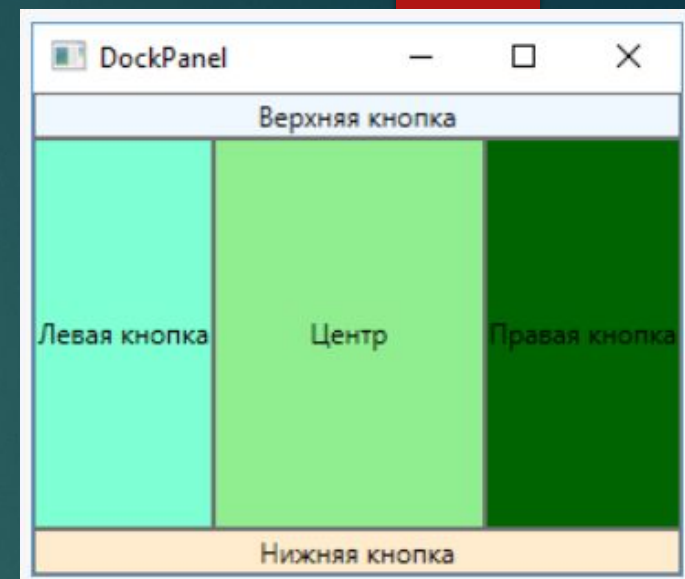 DockPanel
Верхняя кнопка
Левая кнопка
Центр
Правая кнопка
Нижняя кнопка